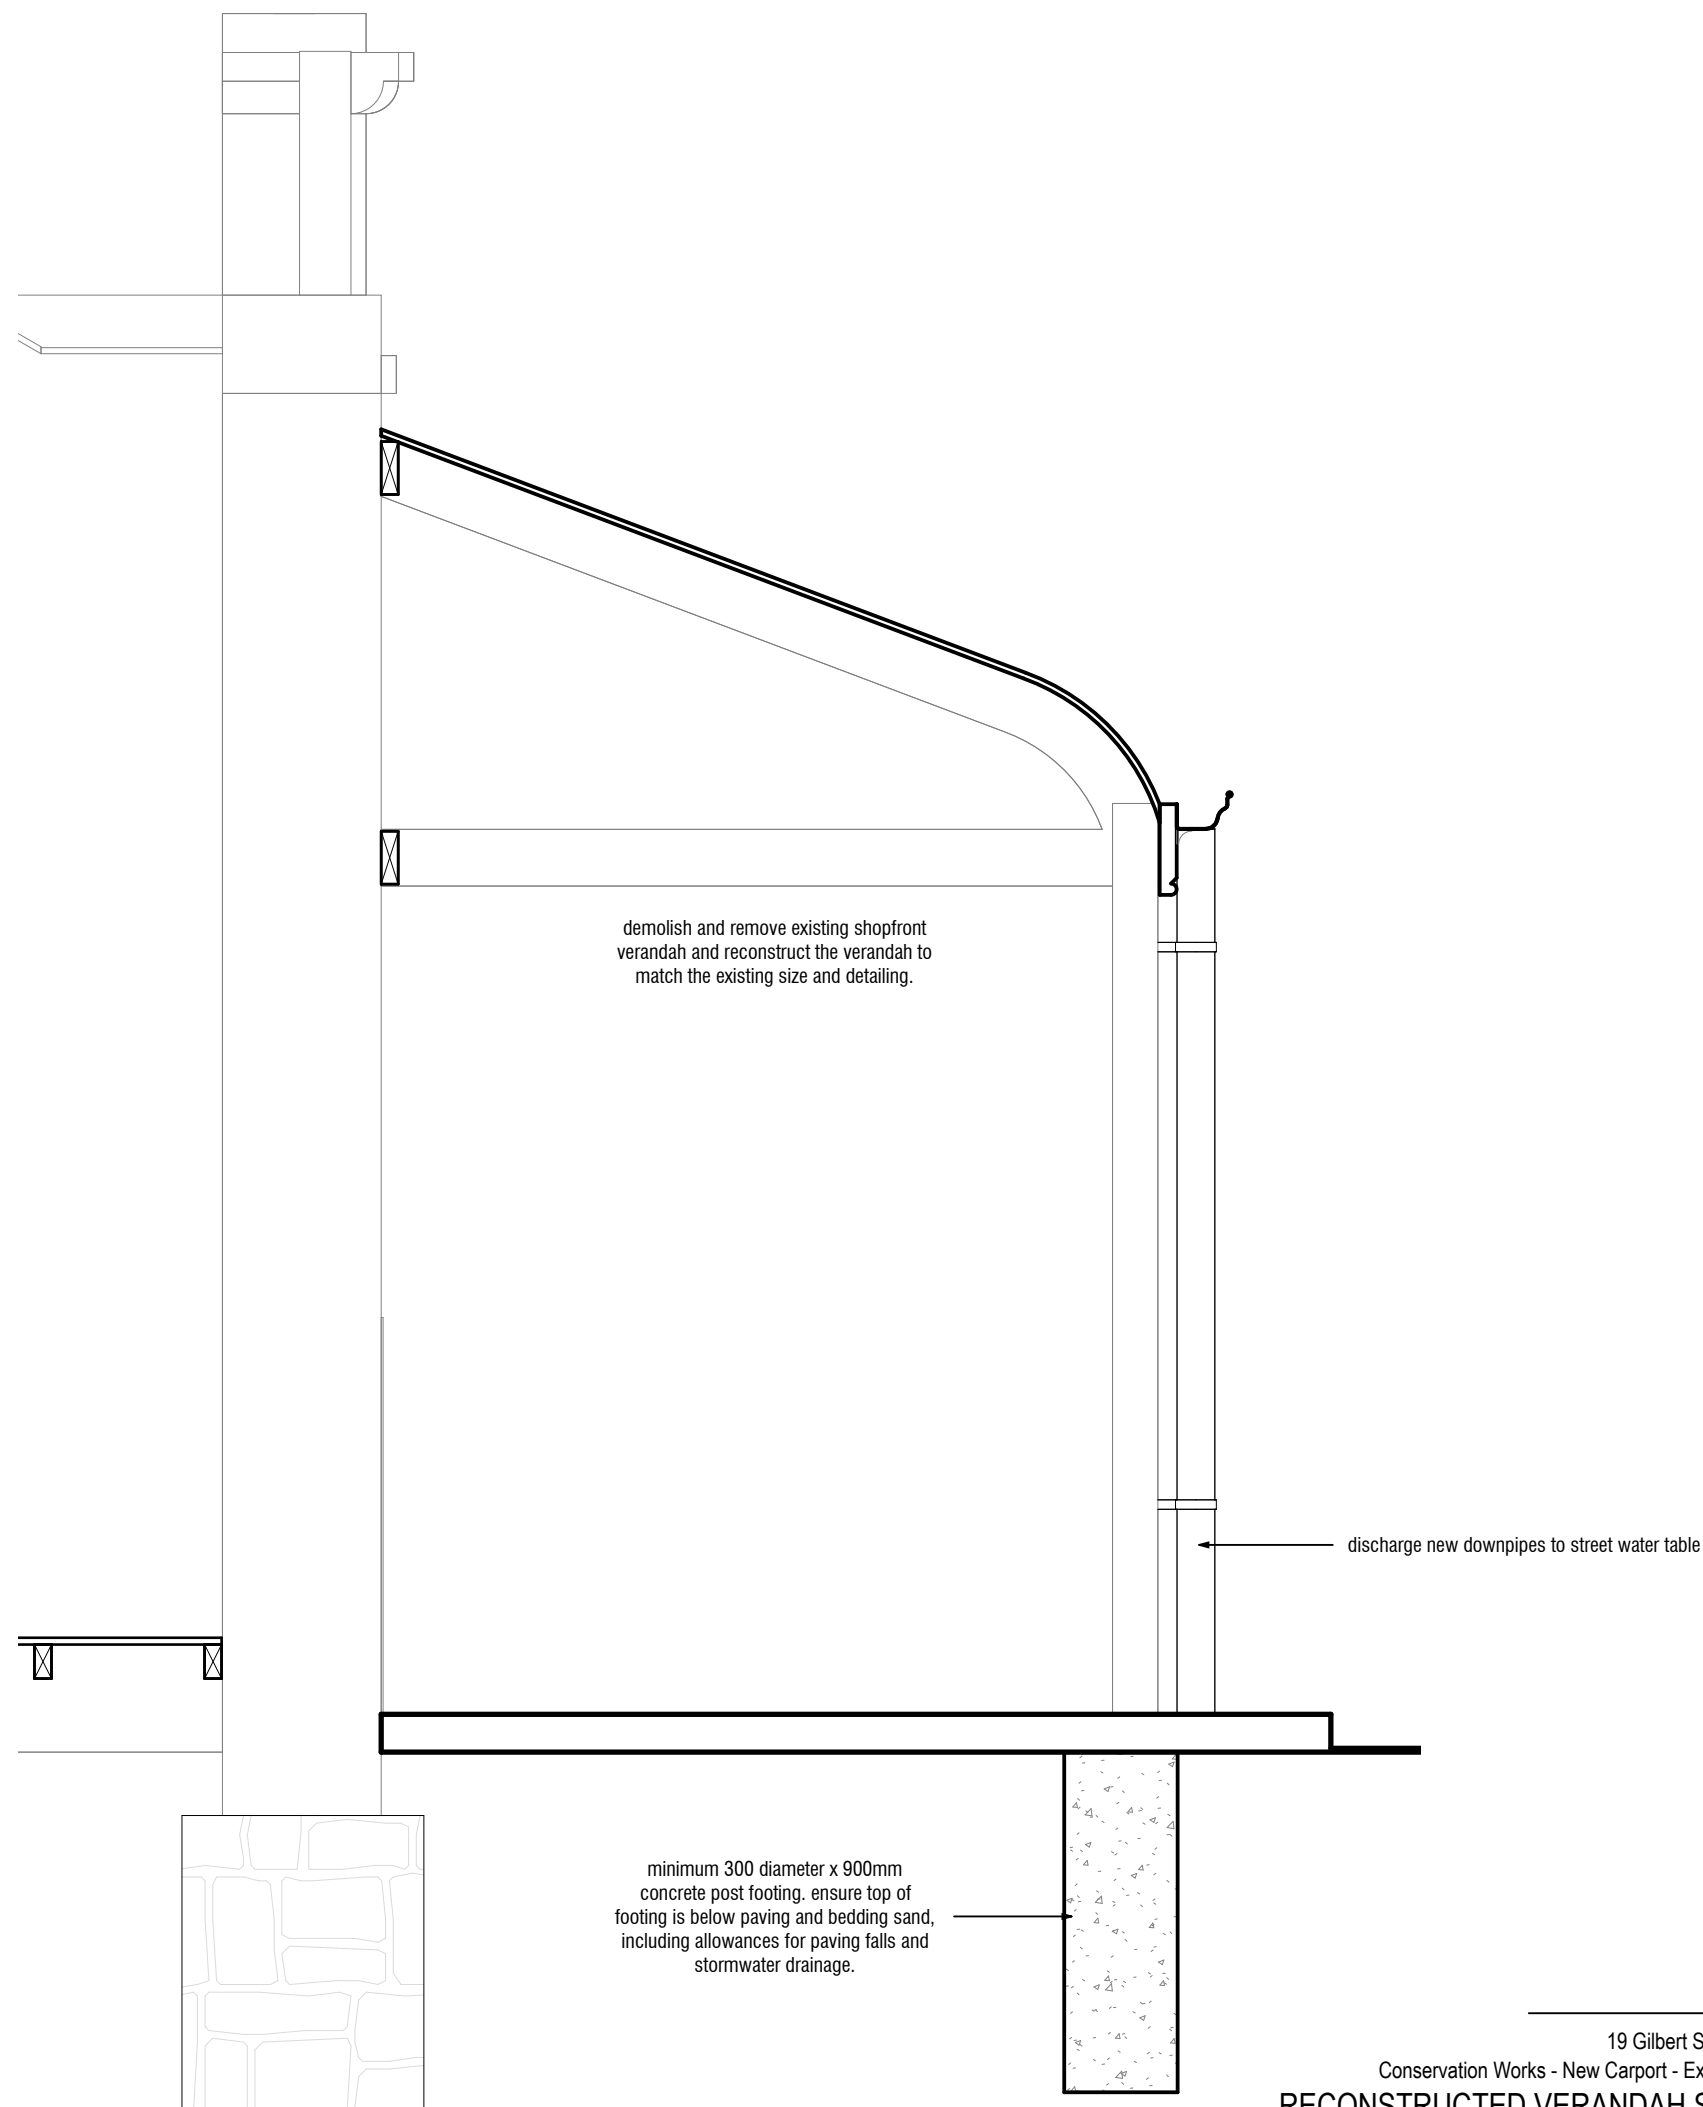 demolish and remove existing shopfront
verandah and reconstruct the verandah to
match the existing size and detailing.
discharge new downpipes to street water table
minimum 300 diameter x 900mm
concrete post footing. ensure top of
footing is below paving and bedding sand,
including allowances for paving falls and
stormwater drainage.
19 Gilbert S
Conservation Works - New Carport - Ex
RECONSTRUCTED VERANDAH S